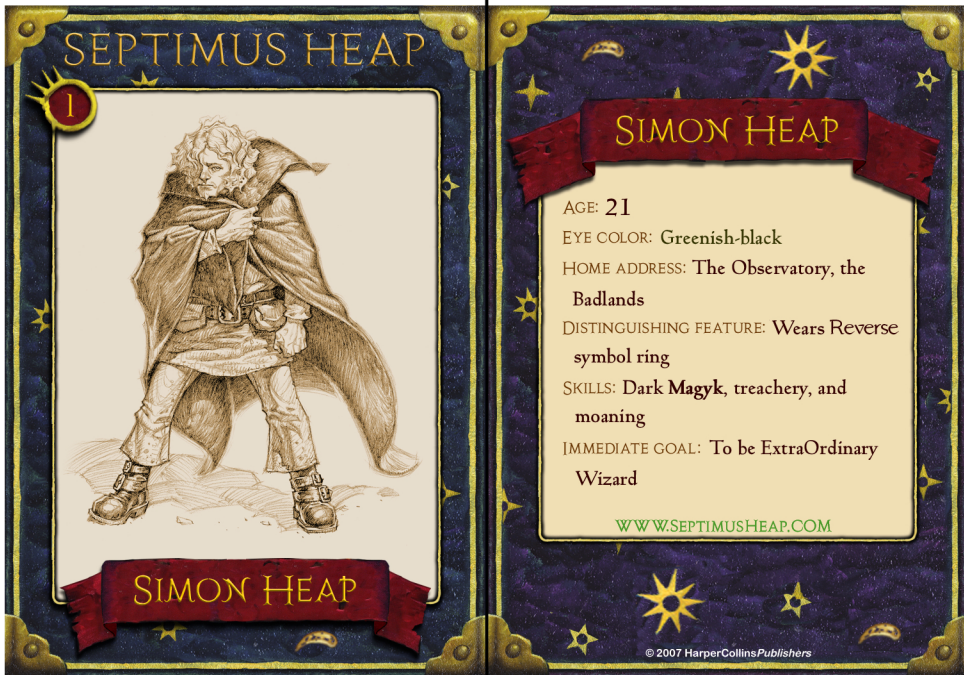 SEPTIMUS HEAP
1
SIMON HEAP
SIMON HEAP
AGE: 21
EYE COLOR: Greenish-black
HOME ADDRESS: The Observatory, the
Badlands
DISTINGUISHING FEATURE: Wears Reverse
symbol ring
SKILLS: Dark Magyk, treachery, and
moaning
IMMEDIATE GOAL: To be ExtraOrdinary
Wizard
WWW.SEPTIMUSHEAP.COM
© 2007 HarperCollinsPublishers